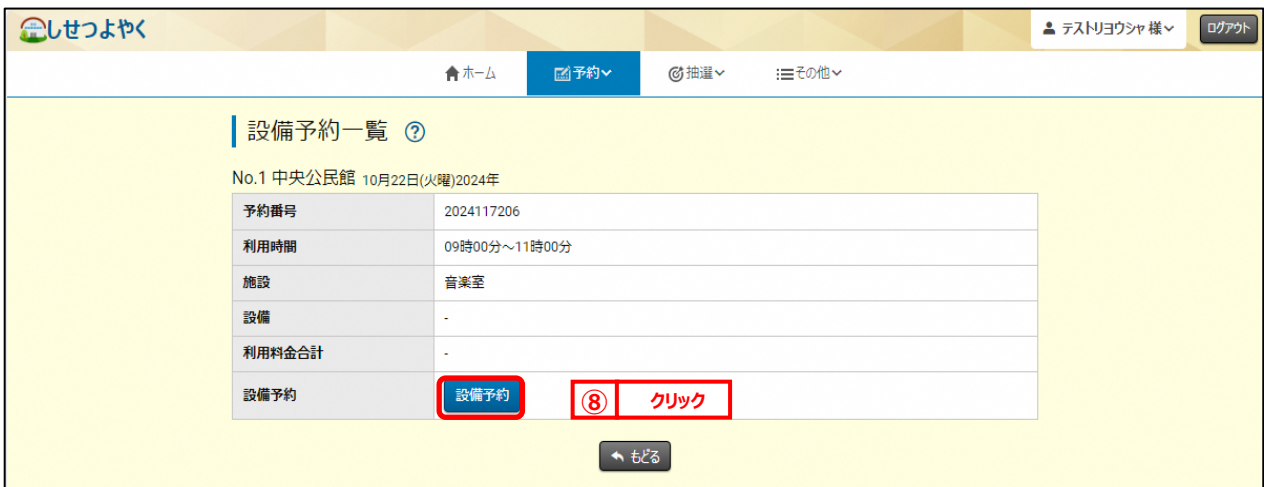 しせつよやく
テストリヨウシャ 様
ログアウト
ホーム 予約 抽選 その他
設備予約一覧 ?
No.1 中央公民館 10月22日(火曜)2024年
予約番号 2024117206
利用時間 09時00分～11時00分
施設 音楽室
設備 -
利用料金合計 -
設備予約 設備予約 ⑧ クリック
もどる